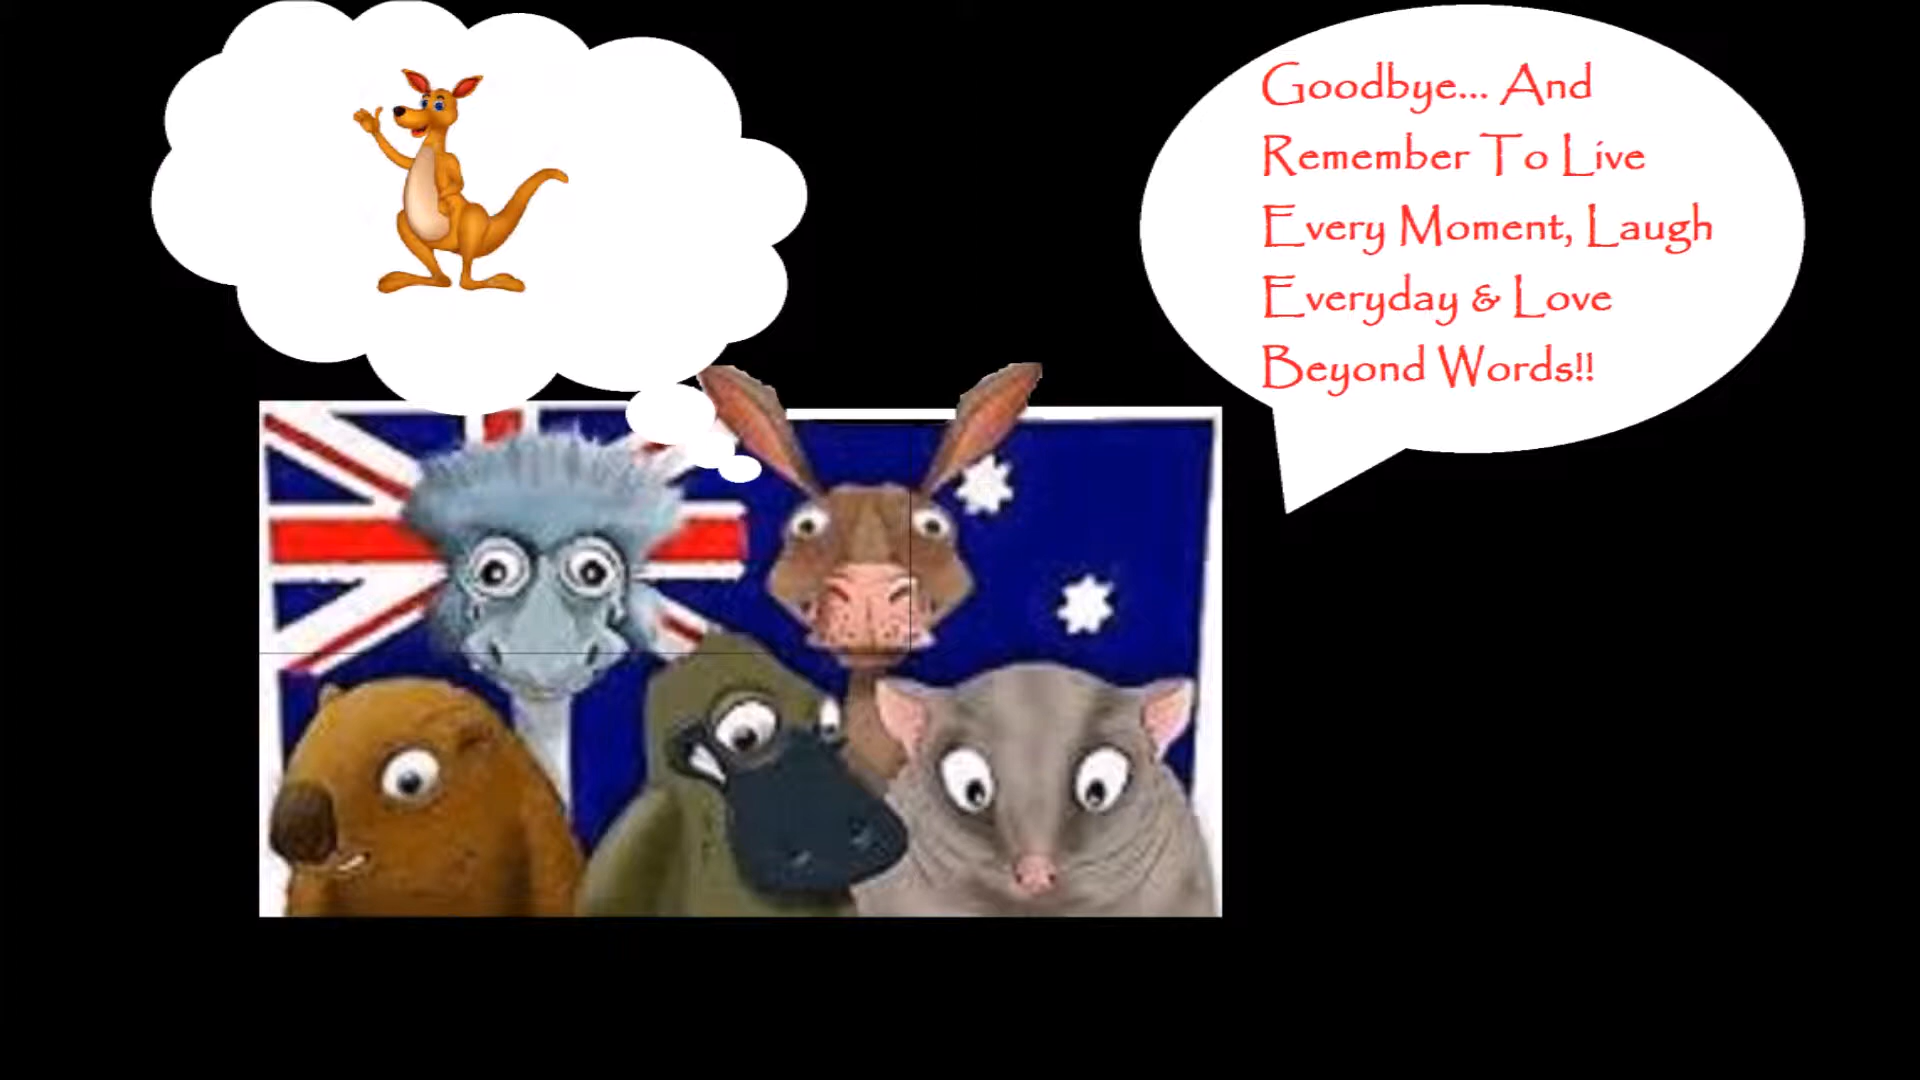 Goodbye... And
Remember To Live
Every Moment, Laugh
Everyday & Love
Beyond Words!!